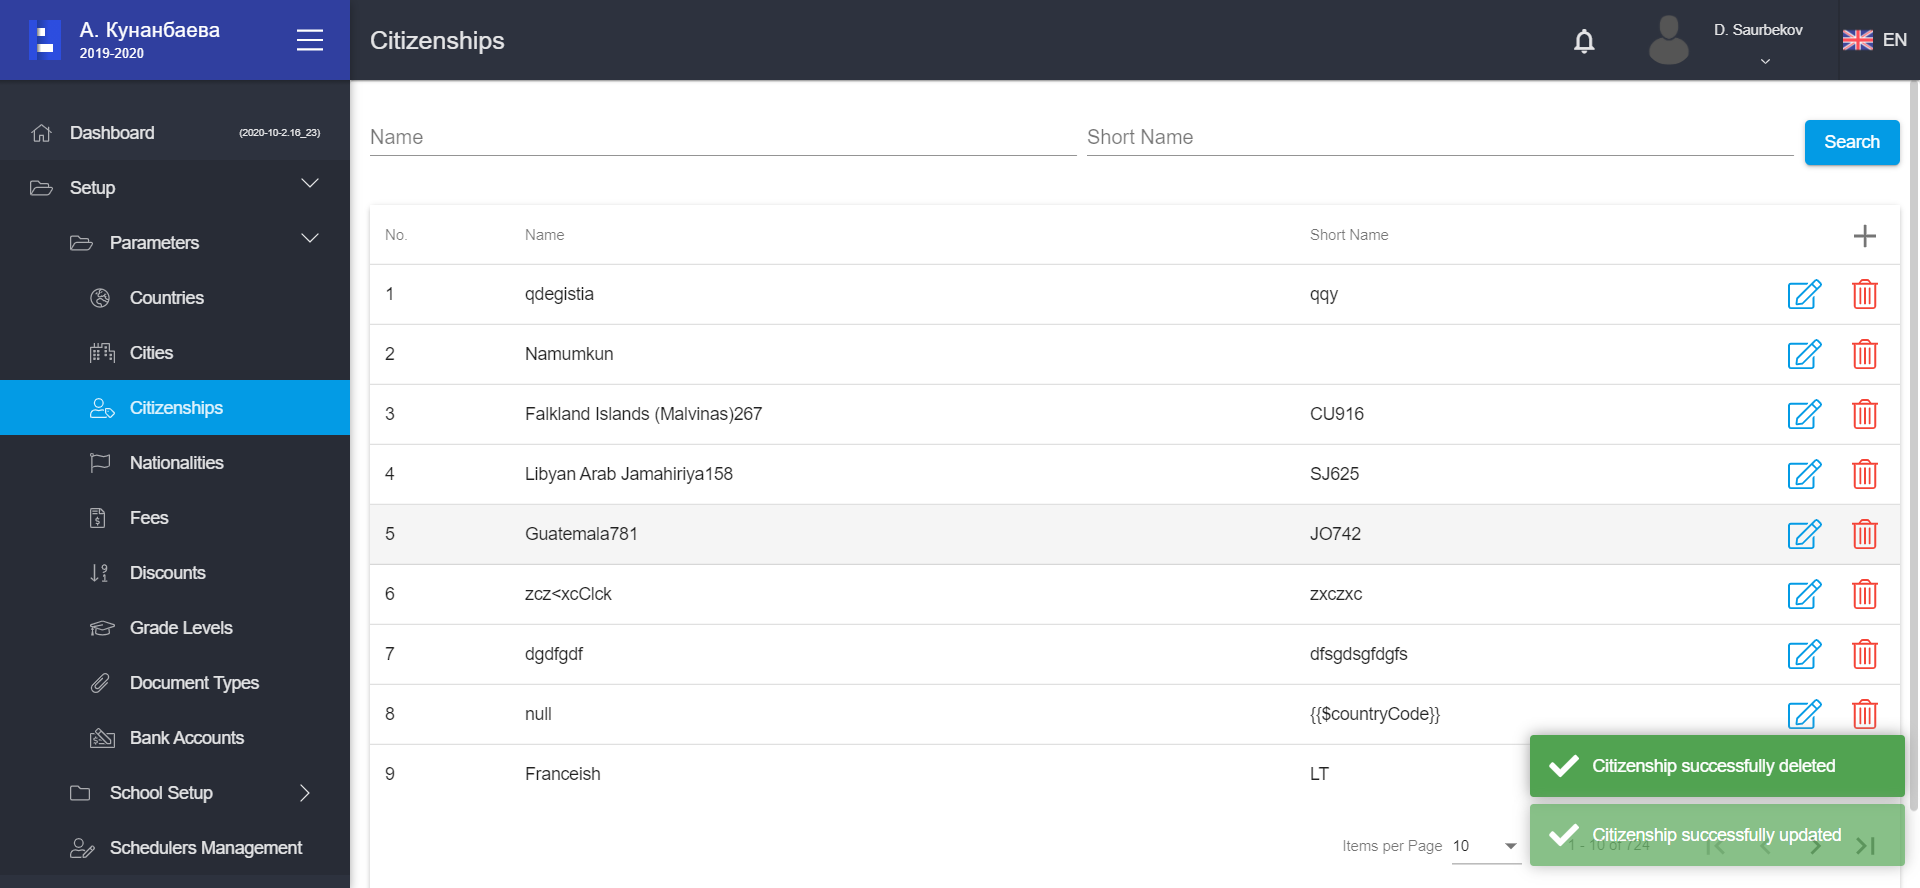 А. Кунанбаева
2019-2020
Citizenships
D. Saurbekov
EN
Dashboard
(2020-10-2.16_23)
Setup
Parameters
Countries
Cities
Citizenships
Nationalities
Fees
Discounts
Grade Levels
Document Types
Bank Accounts
School Setup
Schedulers Management
Name
Short Name
Search
No. Name Short Name
1 qdegistia qqy
2 Namumkun
3 Falkland Islands (Malvinas)267 CU916
4 Libyan Arab Jamahiriya158 SJ625
5 Guatemala781 JO742
6 zcz<xcClck zxczxc
7 dgdfgdf dfsgdsgfdgfs
8 null {{$countryCode}}
9 Franceish LT
Citizenship successfully deleted
Citizenship successfully updated
Items per Page 10
1 - 10 of 724